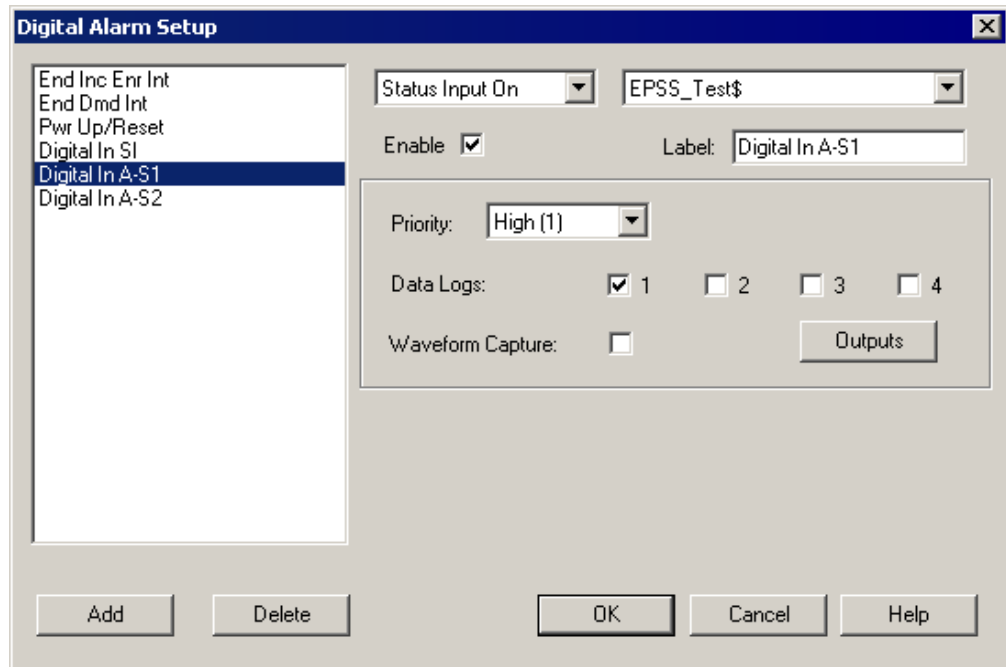 Digital Alarm Setup
End Inc Enr Int
End Dmd Int
Pwr Up/Reset
Digital In SI
Digital In A-S1
Digital In A-S2
Status Input On
EPSS_Test$
Enable
Label: Digital In A-S1
Priority: High (1)
Data Logs: 1 2 3 4
Waveform Capture:
Outputs
Add Delete OK Cancel Help